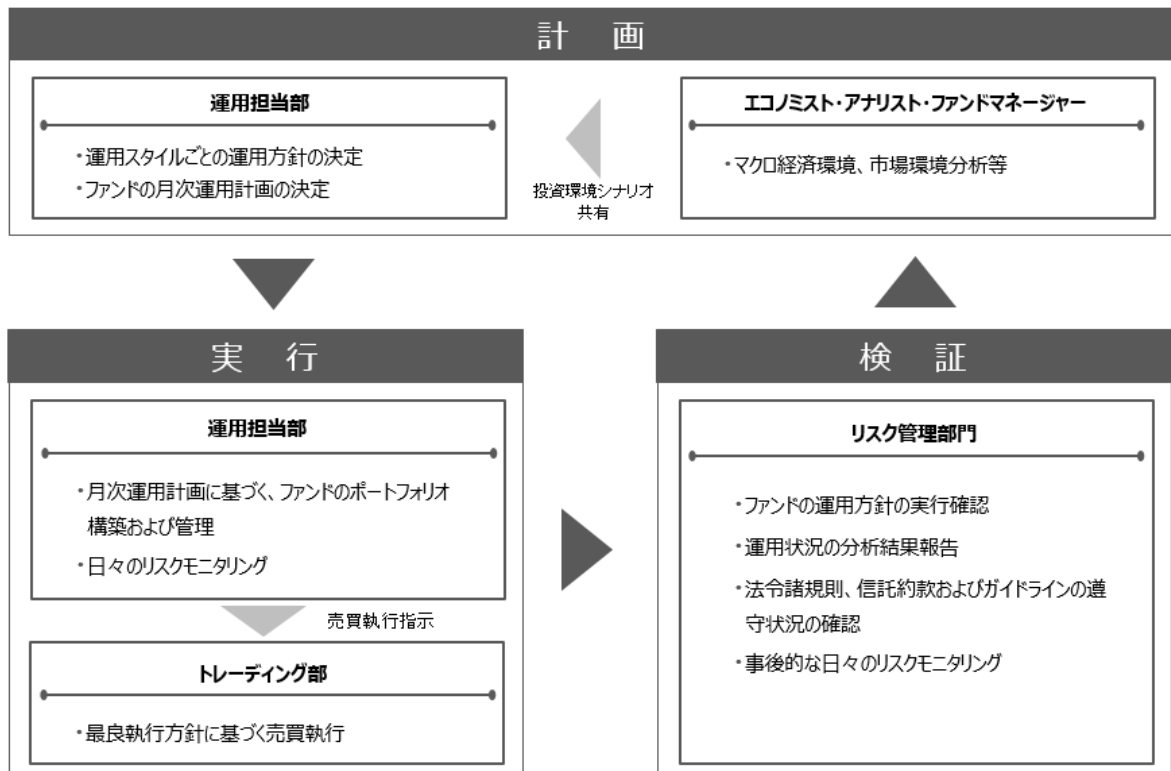 計 画
運用担当部
・運用スタイルごとの運用方針の決定
・ファンドの月次運用計画の決定
投資環境シナリオ
共有
エコノミスト・アナリスト・ファンドマネージャー
・マクロ経済環境、市場環境分析等
実 行
運用担当部
・月次運用計画に基づく、ファンドのポートフォリオ
構築および管理
・日々のリスクモニタリング
売買執行指示
トレーディング部
・最良執行方針に基づく売買執行
検 証
リスク管理部門
・ファンドの運用方針の実行確認
・運用状況の分析結果報告
・法令諸規則、信託約款およびガイドラインの遵
守状況の確認
・事後的な日々のリスクモニタリング